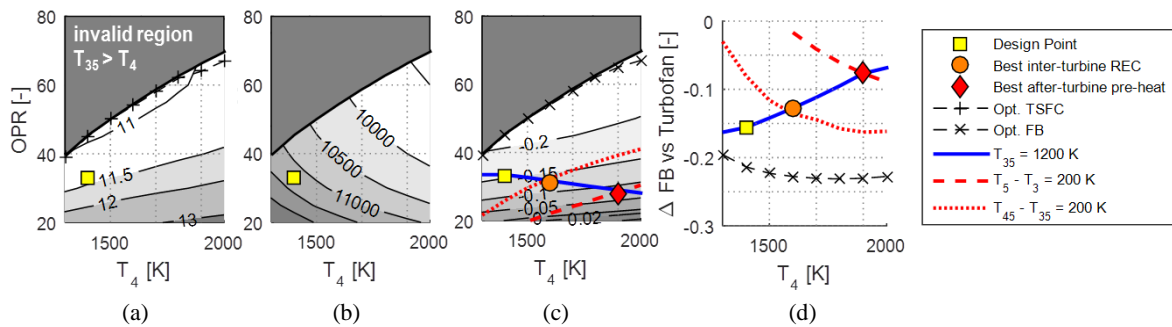 80
60
40
20
OPR [-]
invalid region
T35 > T4
11
11.5
12
13
1500
2000
T4 [K]
(a)
80
60
40
20
10000
10500
11000
1500
2000
T4 [K]
(b)
80
60
40
20
-0.2
-0.15
-0.1
-0.05
0
0.02
1500
2000
T4 [K]
(c)
Δ FB vs Turbofan [-]
-0
-0.1
-0.2
-0.3
1500
2000
T4 [K]
(d)
Design Point
Best inter-turbine REC
Best after-turbine pre-heat
Opt. TSFC
Opt. FB
T35 = 1200 K
T5 - T3 = 200 K
T45 - T35 = 200 K